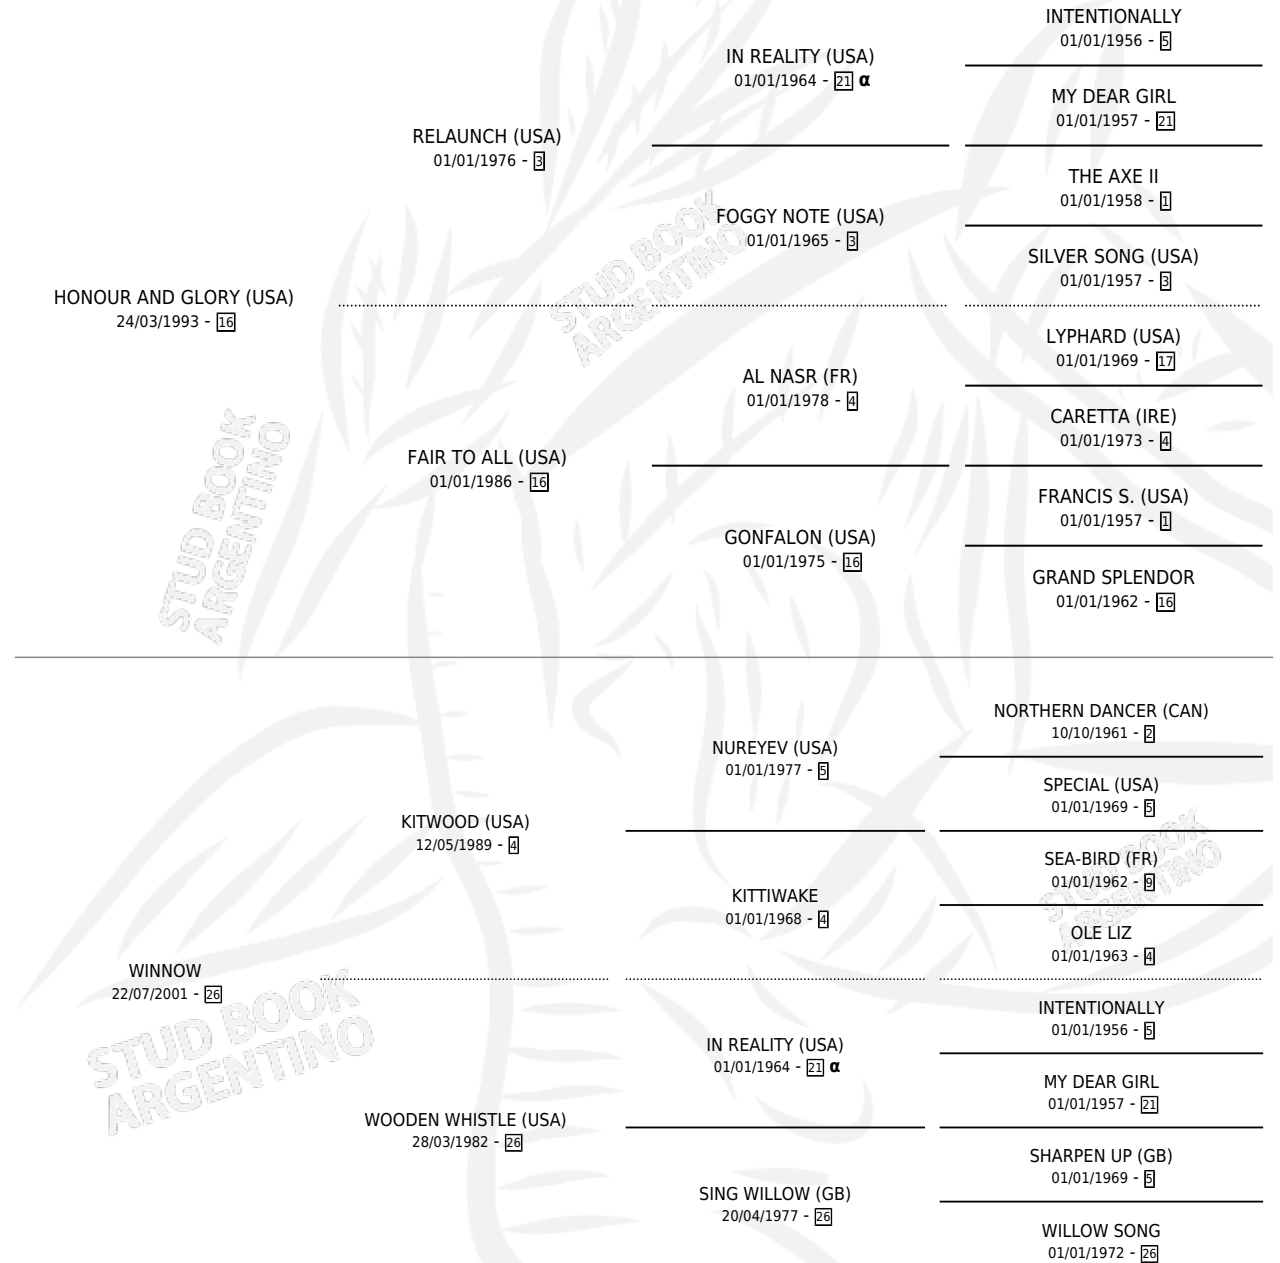 INTENTIONALLY
01/01/1956 - 5
IN REALITY (USA)
01/01/1964 - 21 α
MY DEAR GIRL
01/01/1957 - 21
RELAUNCH (USA)
01/01/1976 - 3
THE AXE II
01/01/1958 - 1
FOGGY NOTE (USA)
01/01/1965 - 3
SILVER SONG (USA)
01/01/1957 - 3
HONOUR AND GLORY (USA)
24/03/1993 - 16
LYPHARD (USA)
01/01/1969 - 17
AL NASR (FR)
01/01/1978 - 4
CARETTA (IRE)
01/01/1973 - 4
FAIR TO ALL (USA)
01/01/1986 - 16
FRANCIS S. (USA)
01/01/1957 - 1
GONFALON (USA)
01/01/1975 - 16
GRAND SPLENDOR
01/01/1962 - 16
STUD BOOK
ARGENTINO
STUD BOOK
ARGENTINO
NORTHERN DANCER (CAN)
10/10/1961 - 2
NUREYEV (USA)
01/01/1977 - 5
SPECIAL (USA)
01/01/1969 - 5
KITWOOD (USA)
12/05/1989 - 4
SEA-BIRD (FR)
01/01/1962 - 9
KITTIWAKE
01/01/1968 - 4
OLE LIZ
01/01/1963 - 4
WINNOW
22/07/2001 - 26
INTENTIONALLY
01/01/1956 - 5
IN REALITY (USA)
01/01/1964 - 21 α
MY DEAR GIRL
01/01/1957 - 21
WOODEN WHISTLE (USA)
28/03/1982 - 26
SHARPEN UP (GB)
01/01/1969 - 5
SING WILLOW (GB)
20/04/1977 - 26
WILLOW SONG
01/01/1972 - 26
STUD BOOK
ARGENTINO
STUD BOOK
ARGENTINO